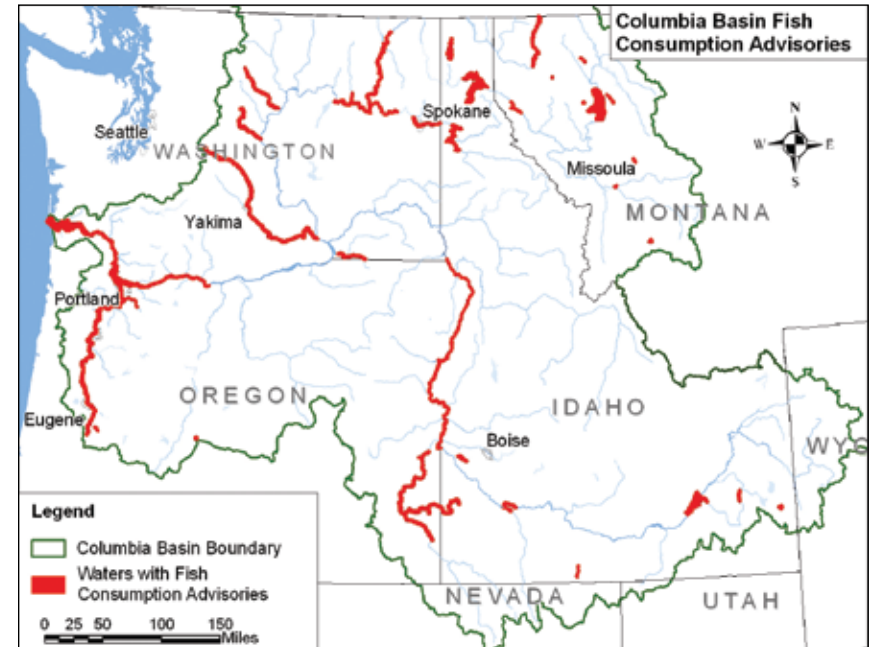 Columbia Basin Fish
Consumption Advisories
N
W E
S
Seattle
WASHINGTON
Spokane
Missoula
MONTANA
Yakima
Portland
OREGON
IDAHO
Eugene
Boise
WYO
Legend
Columbia Basin Boundary
Waters with Fish
Consumption Advisories
0 25 50 100 150
Miles
NEVADA
UTAH